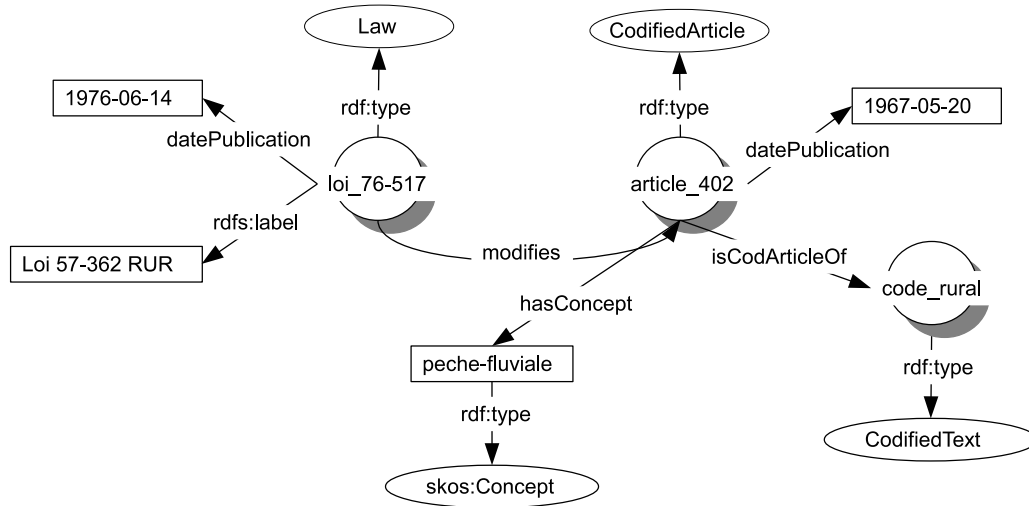 Law
CodifiedArticle
1976-06-14
rdf:type
rdf:type
1967-05-20
datePublication
datePublication
loi_76-517
article_402
rdfs:label
modifies
isCodArticleOf
Loi 57-362 RUR
code_rural
hasConcept
peche-fluviale
rdf:type
rdf:type
CodifiedText
skos:Concept